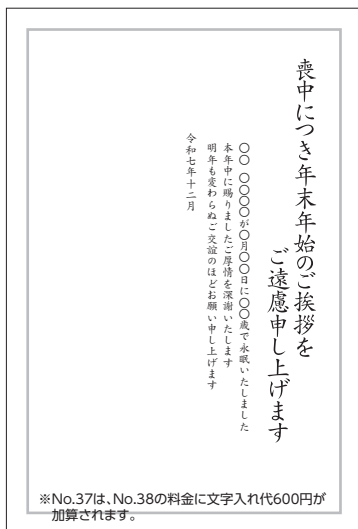 喪中につき年末年始のご挨拶を
ご遠慮申し上げます
〇〇 〇〇〇〇が〇月〇〇日に〇〇歳で永眠いたしました
本年中に賜りましたご厚情を深謝いたします
明年も変わらぬご交誼のほどお願い申し上げます
令和七年十二月
※No.37は、No.38の料金に文字入れ代600円が
加算されます。